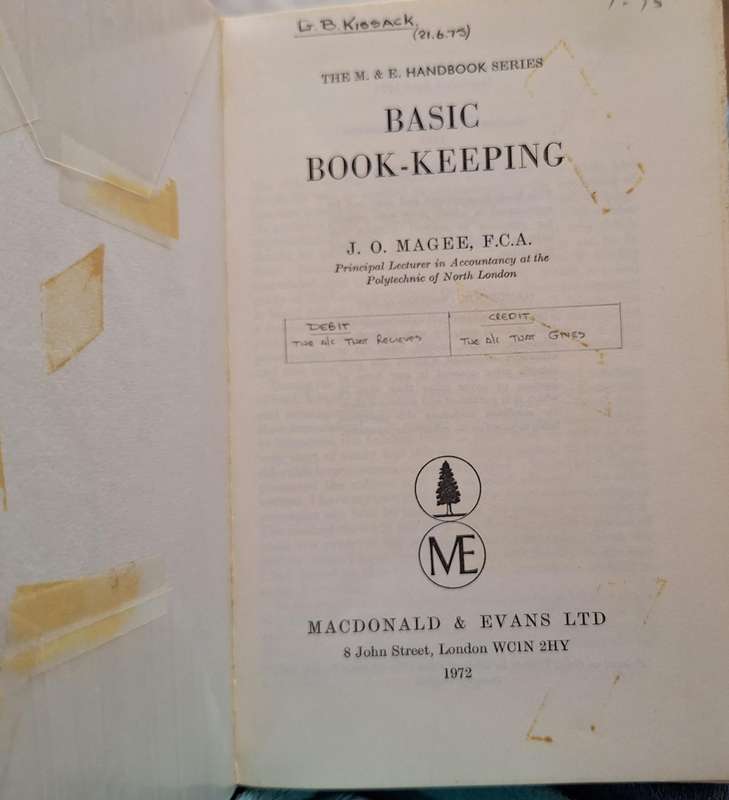 G. B. KISSACK.
(21.6.75)
THE M. & E. HANDBOOK SERIES
BASIC
BOOK-KEEPING
J. O. MAGEE, F.C.A.
Principal Lecturer in Accountancy at the
Polytechnic of North London
DEBIT
THE A/C THAT RECIEVES
CREDIT
THE A/C THAT GIVES
ME
MACDONALD & EVANS LTD
8 John Street, London WC1N 2HY
1972